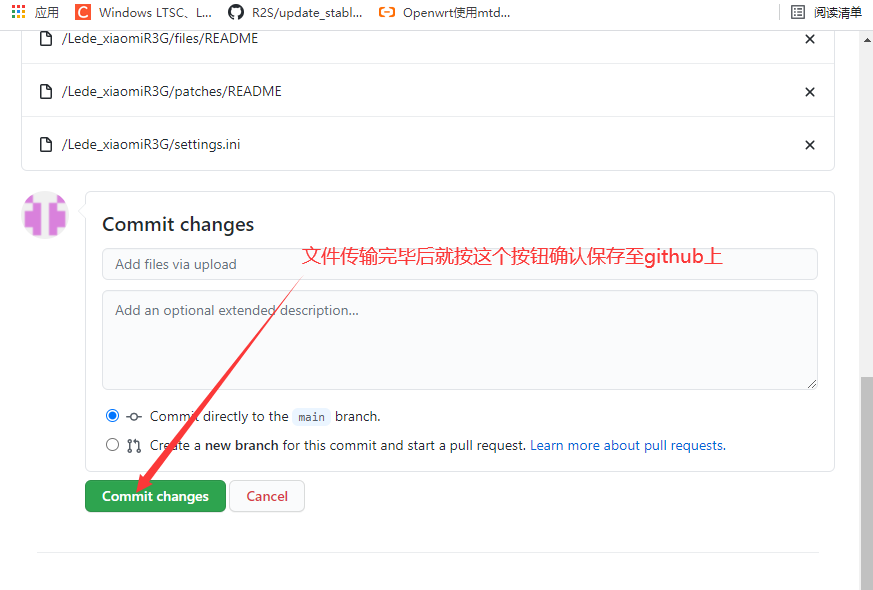 应用 Windows LTSC, L... R2S/update_stabl... Openwrt使用mtd... 阅读清单
/Lede_xiaomiR3G/files/README
/Lede_xiaomiR3G/patches/README
/Lede_xiaomiR3G/settings.ini
Commit changes
文件传输完毕后就按这个按钮确认保存至github上
Add files via upload
Add an optional extended description...
Commit directly to the main branch.
Create a new branch for this commit and start a pull request. Learn more about pull requests.
Commit changes Cancel